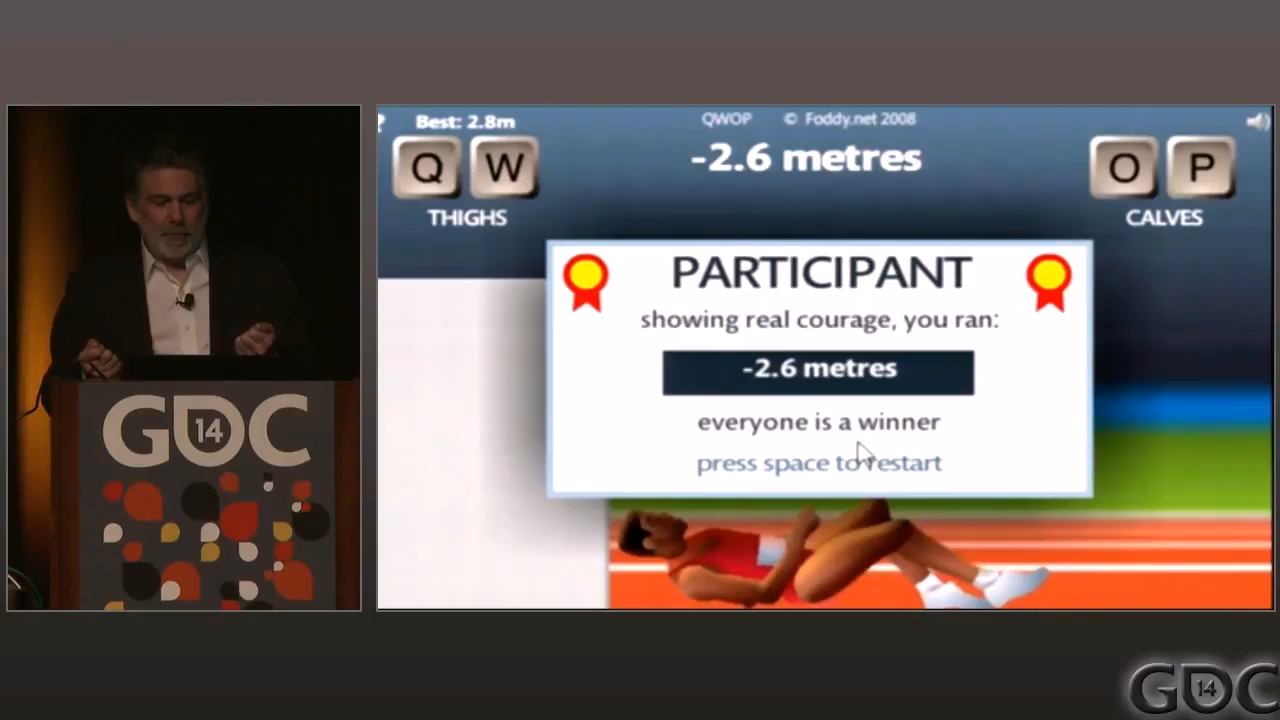 Best: 2.8m
QWOP © Foddy.net 2008
-2.6 metres
Q W
THIGHS
O P
CALVES
PARTICIPANT
showing real courage, you ran:
-2.6 metres
everyone is a winner
press space to restart
GDC
14
GDC
14